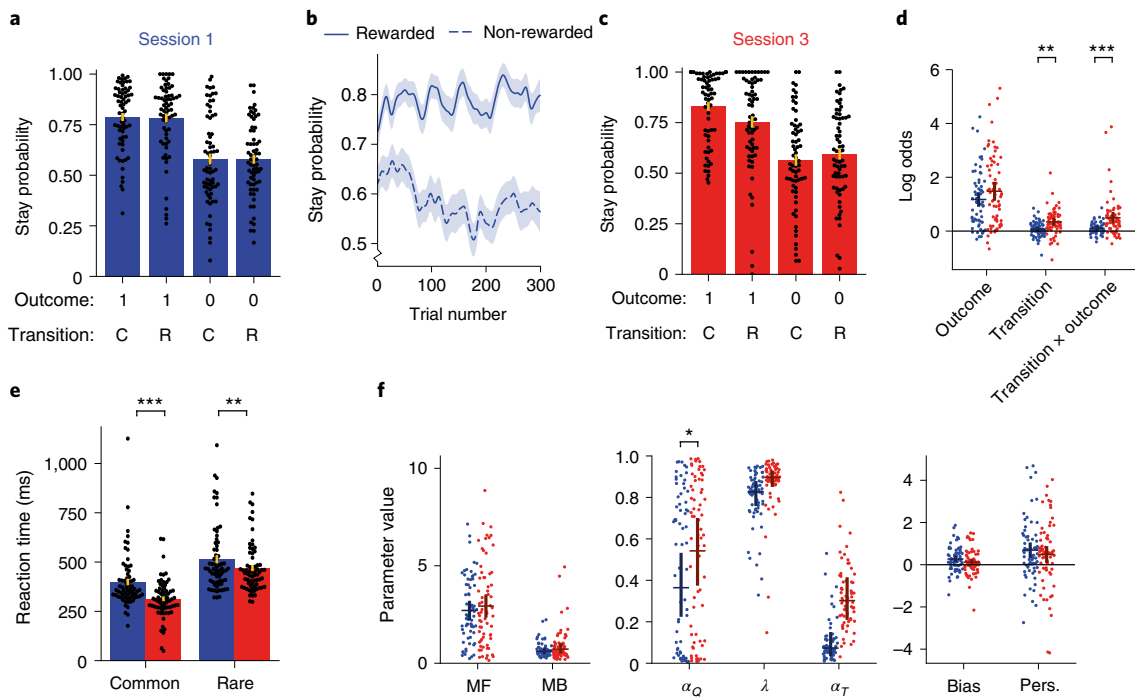 a
Session 1
Stay probability
1.00
0.75
0.50
0.25
0
Outcome: 1 1 0 0
Transition: C R C R
b
Rewarded Non-rewarded
Stay probability
0.8
0.7
0.6
0.5
0 100 200 300
Trial number
c
Session 3
Stay probability
1.00
0.75
0.50
0.25
0
Outcome: 1 1 0 0
Transition: C R C R
d
Log odds
6
4
2
0
** ***
Outcome
Transition
Transition × outcome
e
Reaction time (ms)
*** **
1,000
750
500
250
0
Common Rare
f
Parameter value
10
5
0
MF MB
*
1.0
0.8
0.6
0.4
0.2
0
αQ λ αT
4
2
0
−2
−4
Bias Pers.